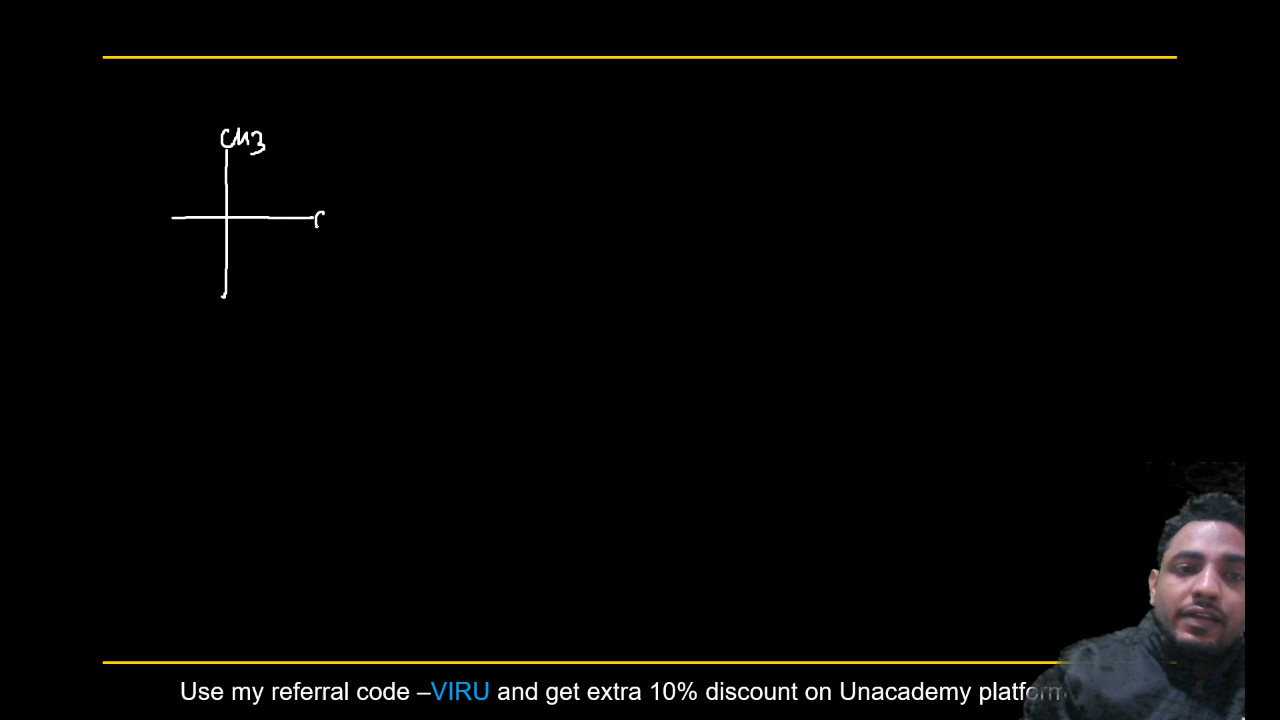 CH3
Use my referral code –VIRU and get extra 10% discount on Unacademy platform